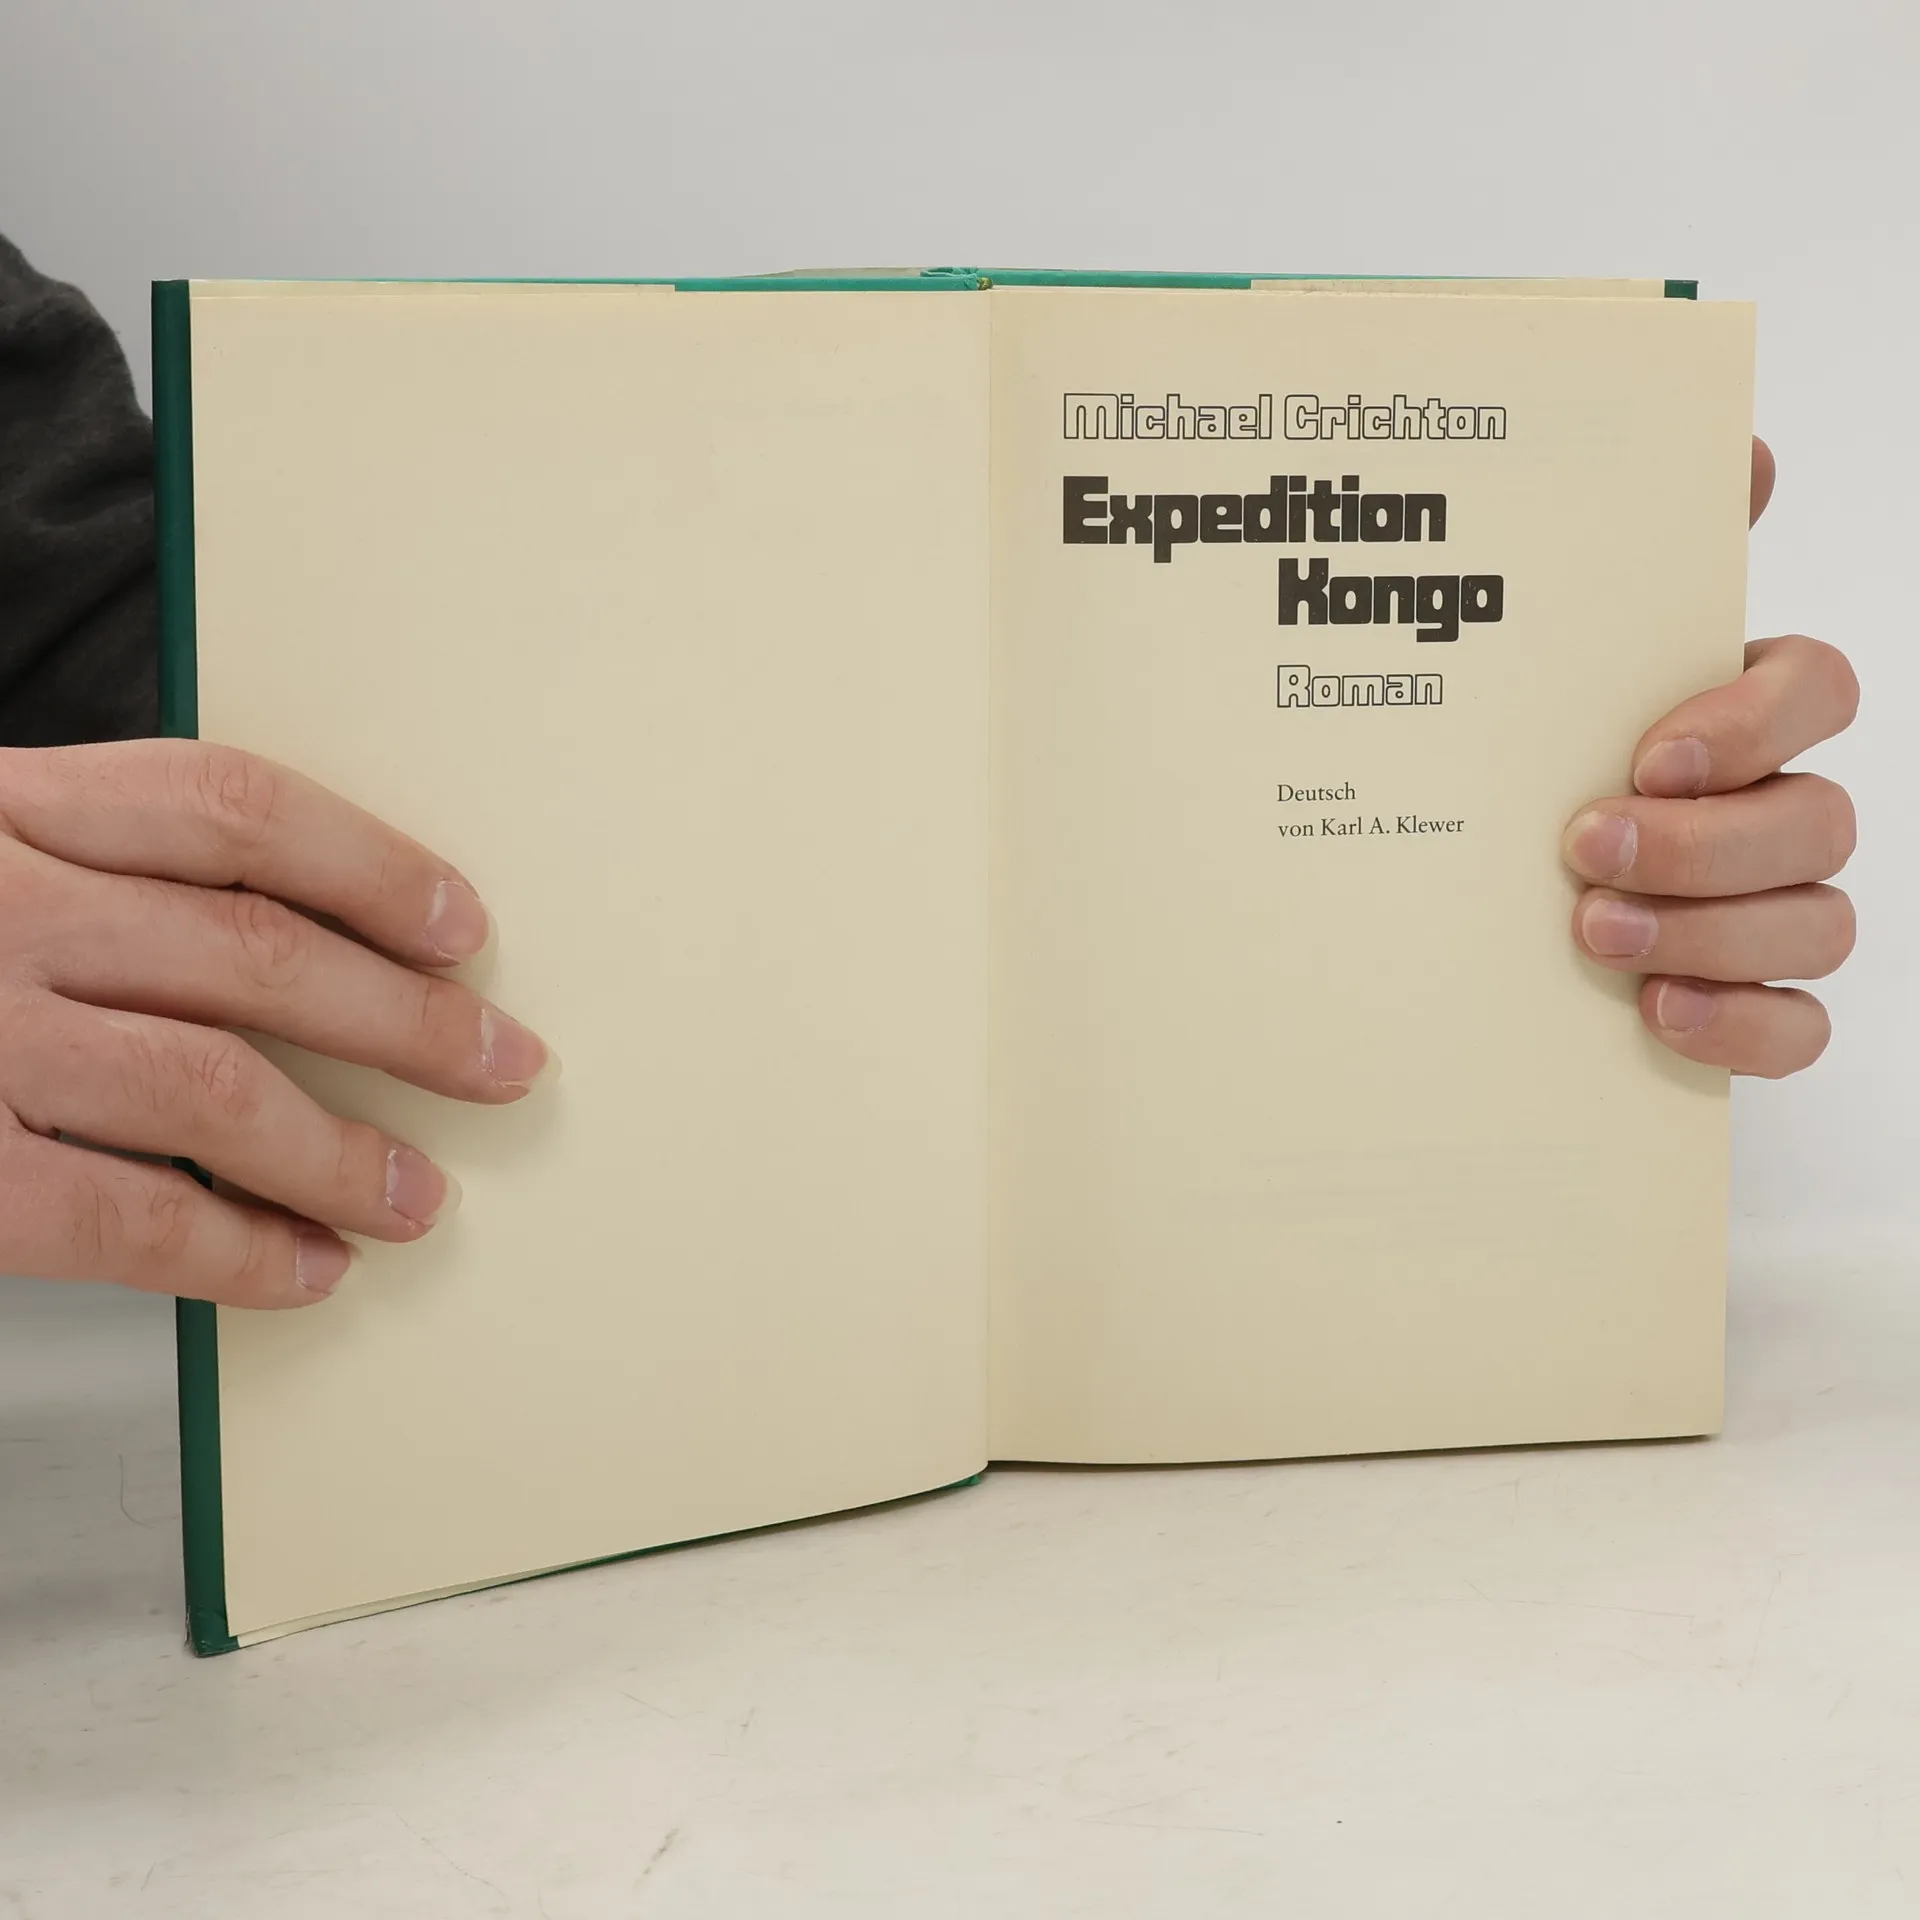 Michael Crichton
Expedition
Kongo
Roman
Deutsch
von Karl A. Klewer